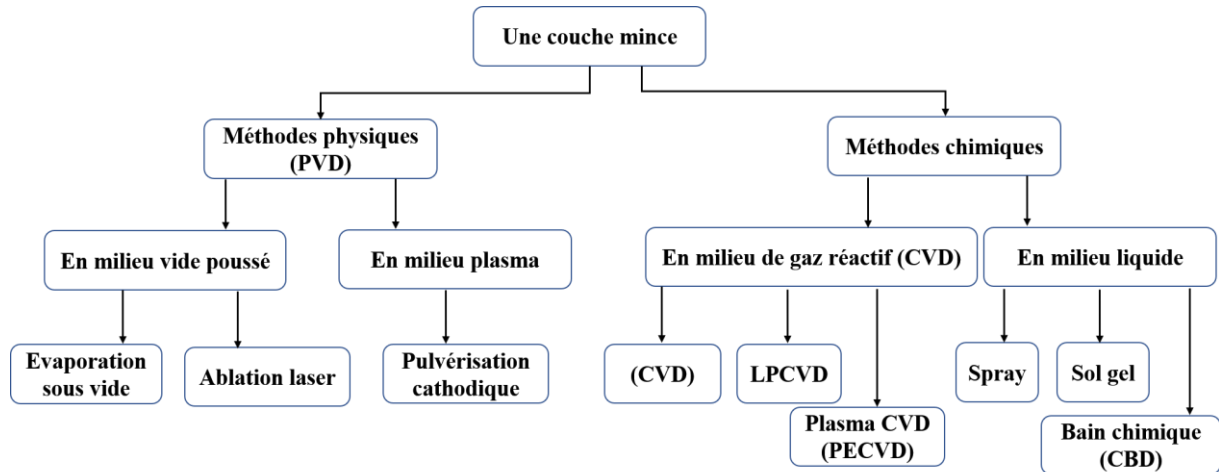 Une couche mince
Méthodes physiques
(PVD)
Méthodes chimiques
En milieu vide poussé
En milieu plasma
En milieu de gaz réactif (CVD)
En milieu liquide
Evaporation
sous vide
Ablation laser
Pulvérisation
cathodique
(CVD)
LPCVD
Plasma CVD
(PECVD)
Spray
Sol gel
Bain chimique
(CBD)